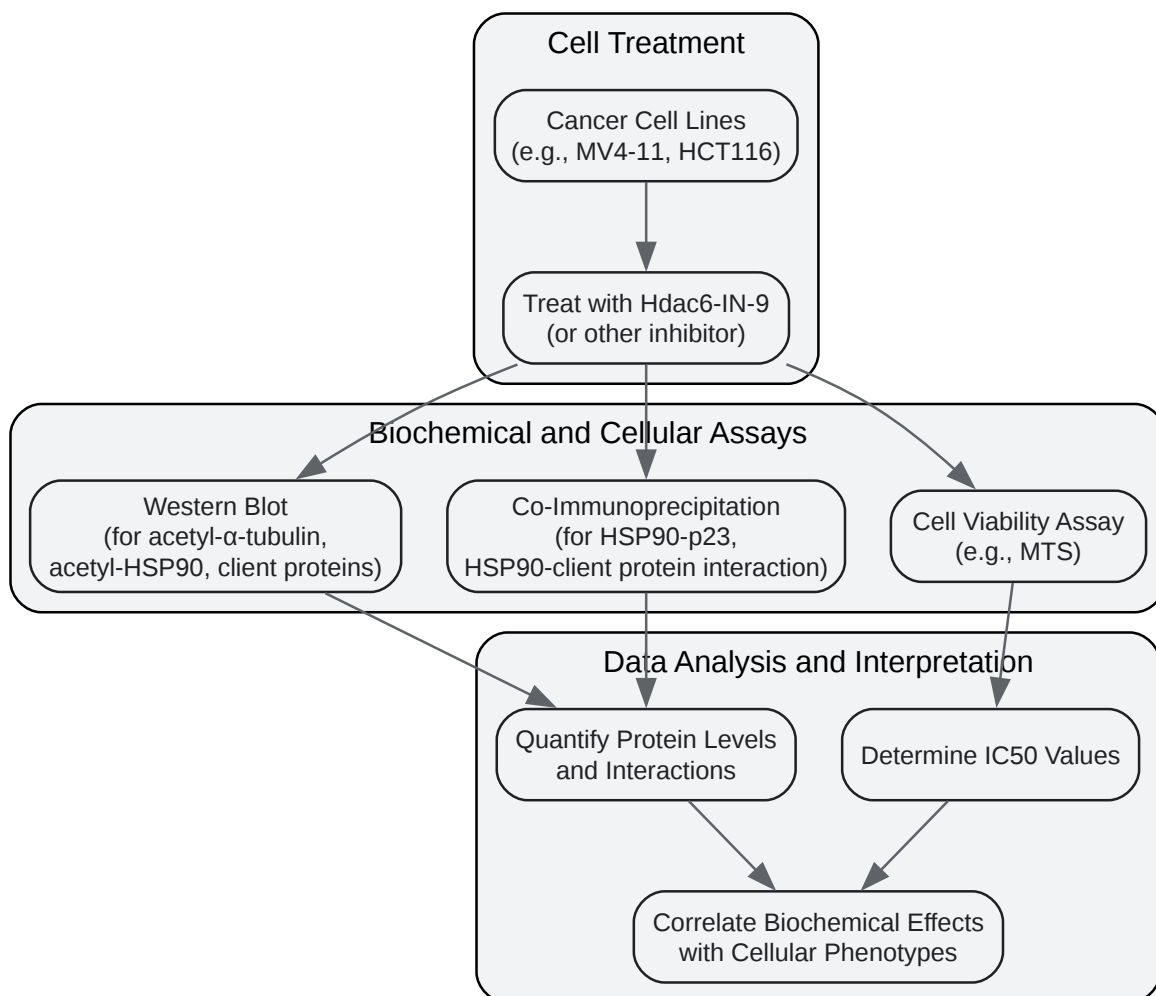 Cell Treatment
Cancer Cell Lines
(e.g., MV4-11, HCT116)
Treat with Hdac6-IN-9
(or other inhibitor)
Biochemical and Cellular Assays
Western Blot
(for acetyl-α-tubulin,
acetyl-HSP90, client proteins)
Co-Immunoprecipitation
(for HSP90-p23,
HSP90-client protein interaction)
Cell Viability Assay
(e.g., MTS)
Data Analysis and Interpretation
Quantify Protein Levels
and Interactions
Determine IC50 Values
Correlate Biochemical Effects
with Cellular Phenotypes